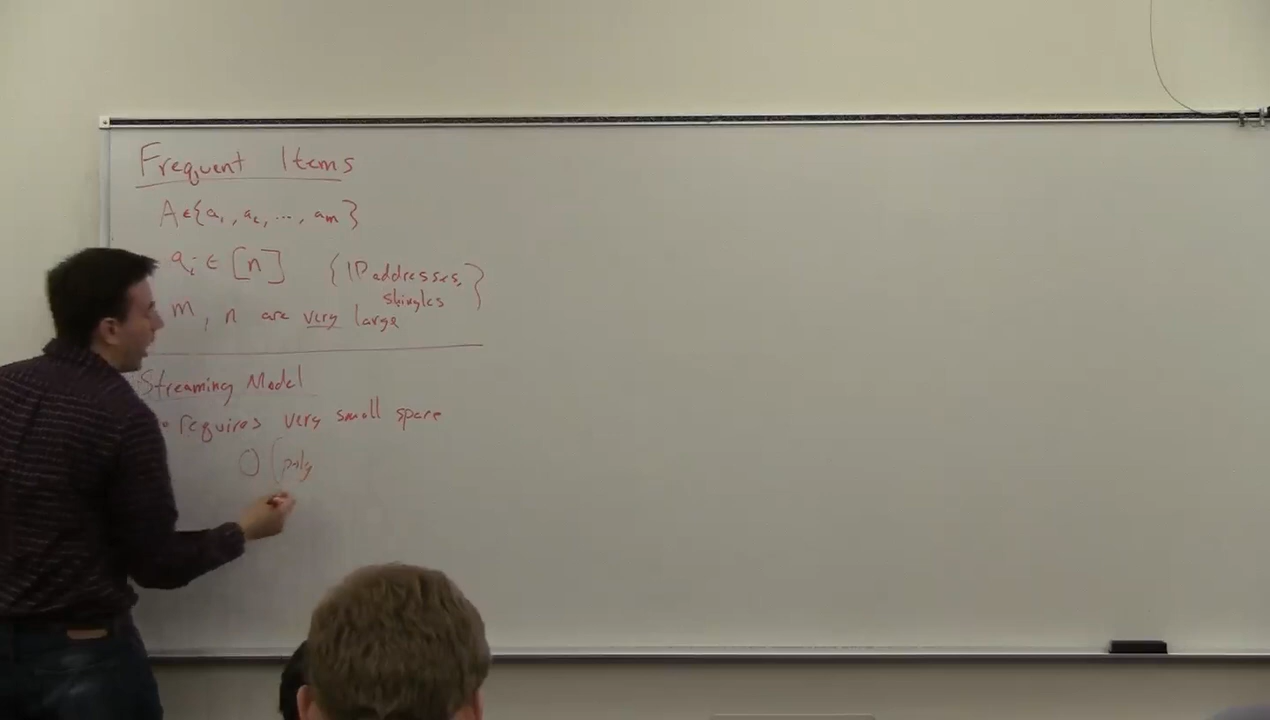 Frequent Items
A ∈ {a₁, a₂, ..., aₘ}
aᵢ ∈ [n] {IP addresses,
shingles}
m, n are very large
Streaming Model
• requires very small space
O(poly